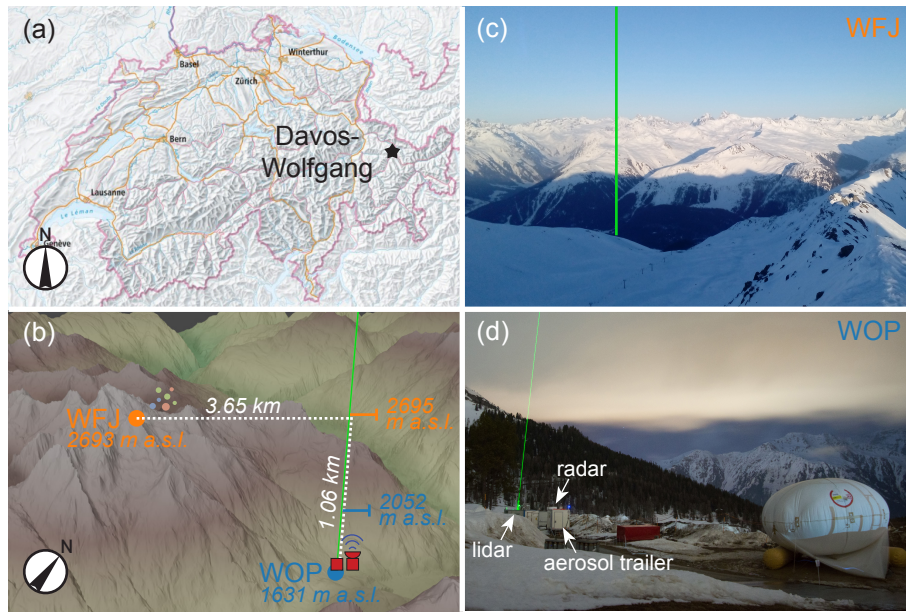 (a)
Basel
Winterthur
Bodensee
Zürich
Bern
Davos-
Wolfgang
Lausanne
Le Léman
Genève
N
(b)
WFJ
2693 m a.s.l.
3.65 km
2695
m a.s.l.
1.06 km
2052
m a.s.l.
WOP
1631 m a.s.l.
N
(c)
WFJ
(d)
WOP
radar
lidar
aerosol trailer